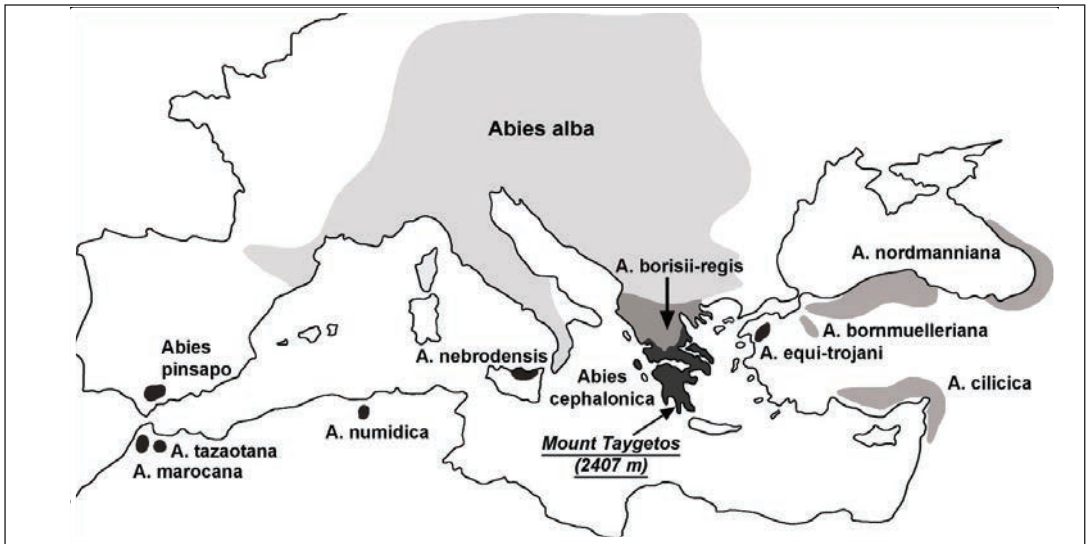 Abies alba
A. nordmanniana
A. borisii-regis
A. bornmuelleriana
A. equi-trojani
A. nebrodensis
Abies
pinsapo
Abies
cephalonica
A. cilicica
A. numidica
Mount Taygetos
(2407 m)
A. tazaotana
A. marocana